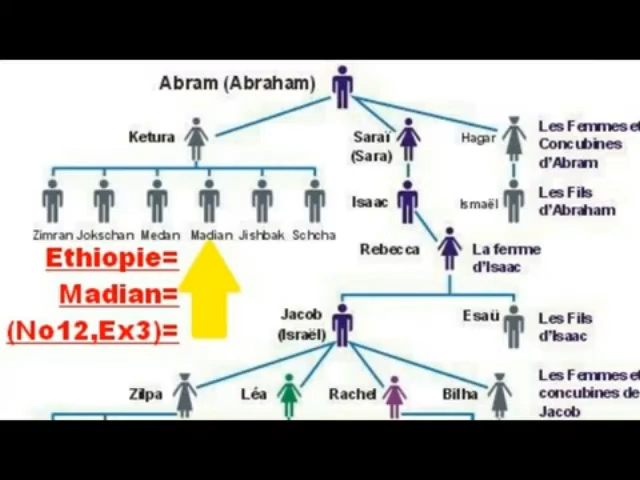 Abram (Abraham)
Ketura
Saraï
(Sara)
Hagar
Les Femmes et
Concubines
d'Abram
Zimran Jokschan Medan Madian Jishbak Schcha
Isaac
Ismaël
Les Fils
d'Abraham
Ethiopie=
Madian=
(No12,Ex3)=
Rebecca
La femme
d'Isaac
Jacob
(Israël)
Esaü
Les Fils
d'Isaac
Zilpa
Léa
Rachel
Bilha
Les Femmes et
concubines de
Jacob